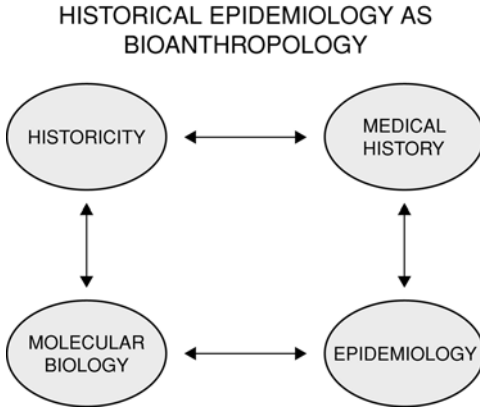 HISTORICAL EPIDEMIOLOGY AS
BIOANTHROPOLOGY
HISTORICITY
MEDICAL
HISTORY
MOLECULAR
BIOLOGY
EPIDEMIOLOGY